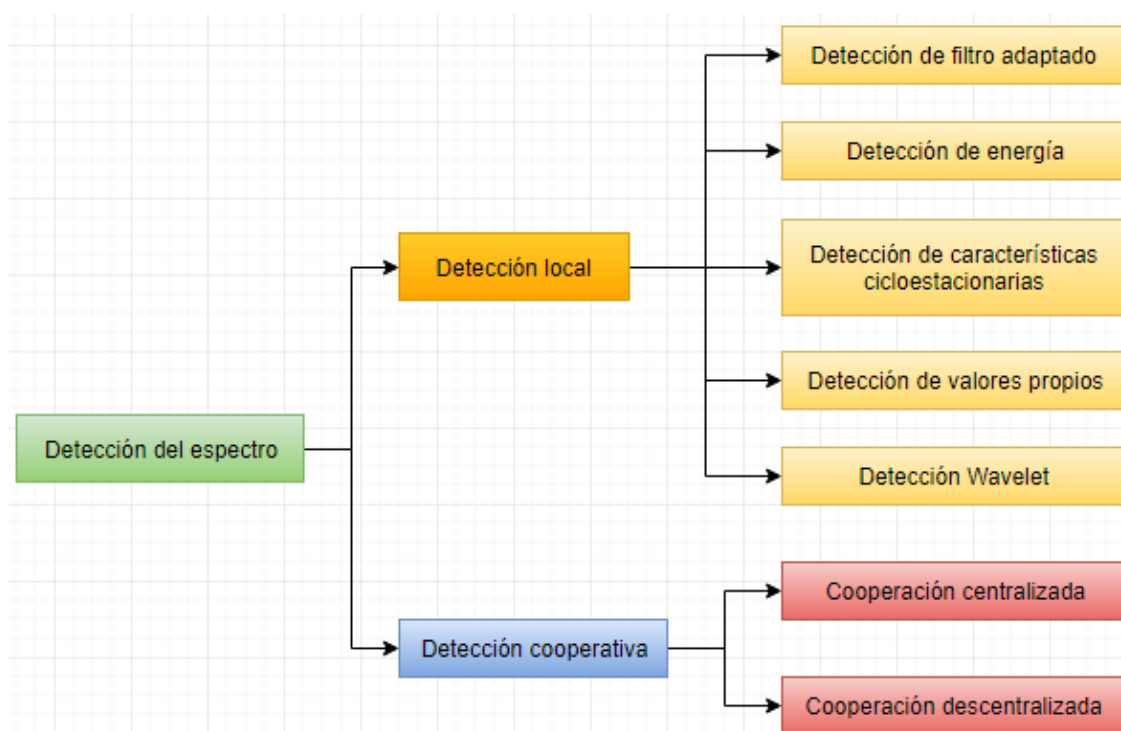 Detección de filtro adaptado
Detección de energía
Detección de característísticas
cicloestacionarias
Detección local
Detección de valores propios
Detección del espectro
Detección Wavelet
Cooperación centralizada
Detección cooperativa
Cooperación descentralizada